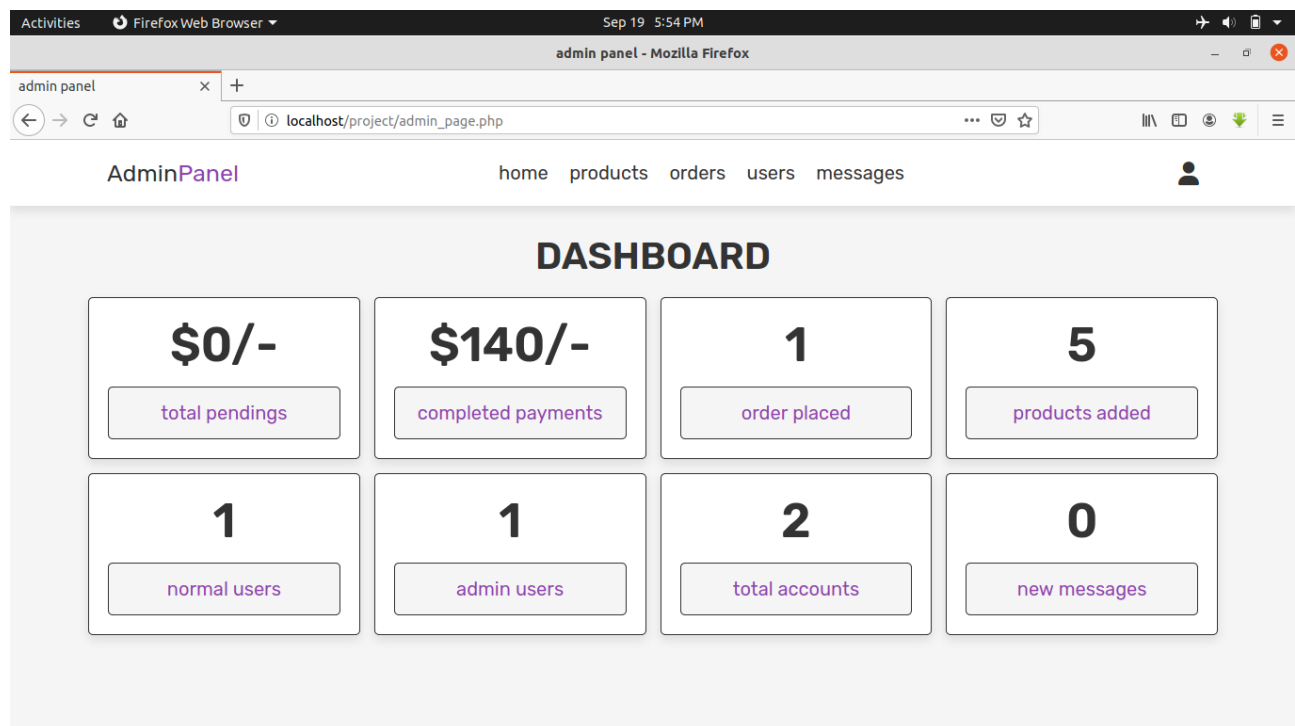 Activities Firefox Web Browser Sep 19 5:54 PM
admin panel - Mozilla Firefox
admin panel
localhost/project/admin_page.php
AdminPanel home products orders users messages
DASHBOARD
$0/- $140/- 1 5
total pendings completed payments order placed products added
1 1 2 0
normal users admin users total accounts new messages